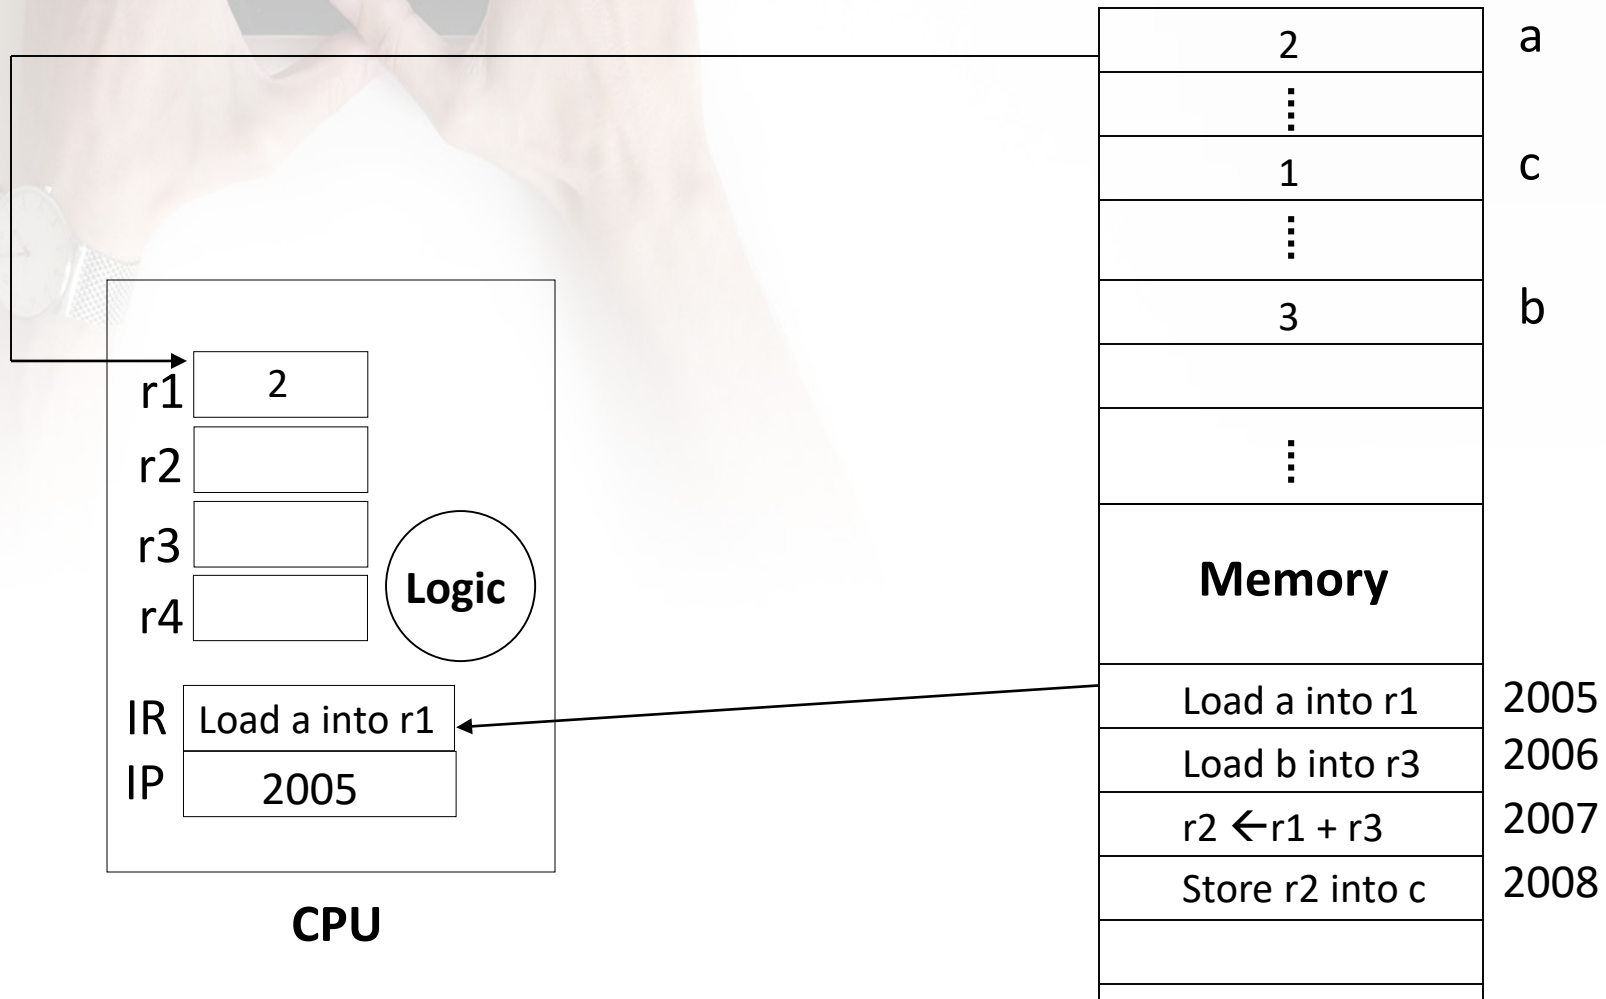 2 a
1 c
3 b
r1 2
r2
r3
r4
Logic
IR Load a into r1
IP 2005
CPU
Memory
Load a into r1 2005
Load b into r3 2006
r2 ←r1 + r3 2007
Store r2 into c 2008